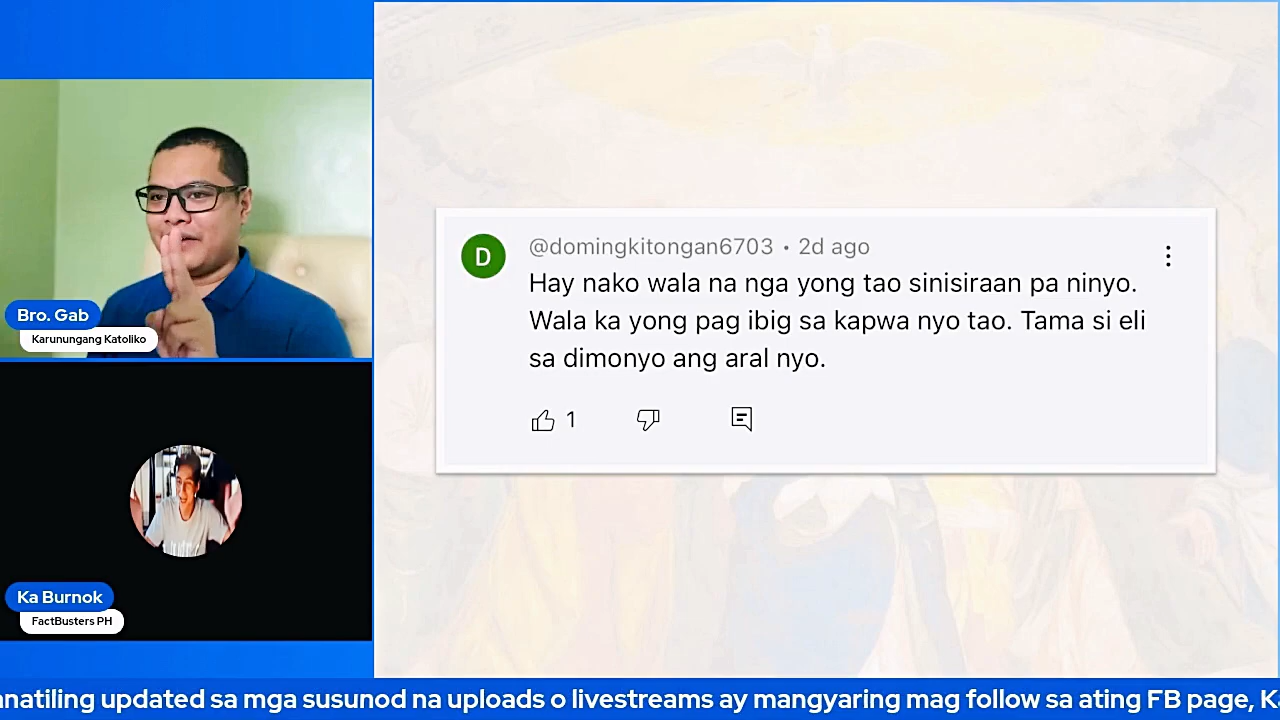 Bro. Gab
Karunungang Katoliko
Ka Burnok
FactBusters PH
D
@domingkitongan6703 • 2d ago
Hay nako wala na nga yong tao sinisiraan pa ninyo.
Wala ka yong pag ibig sa kapwa nyo tao. Tama si eli
sa dimonyo ang aral nyo.
1
anatiling updated sa mga susunod na uploads o livestreams ay mangyaring mag follow sa ating FB page, K